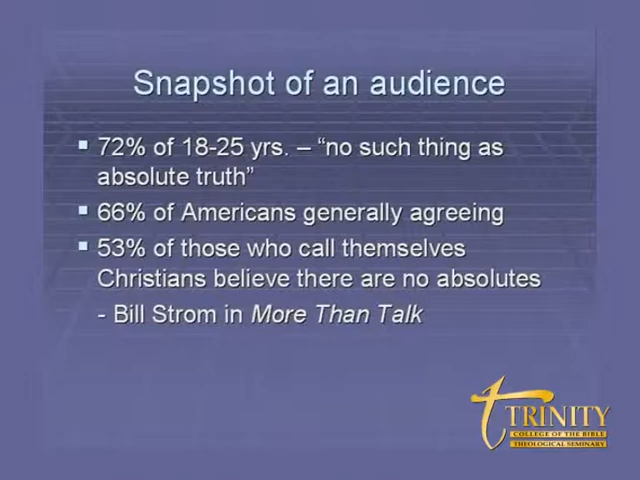 Snapshot of an audience
72% of 18-25 yrs. – “no such thing as
absolute truth”
66% of Americans generally agreeing
53% of those who call themselves
Christians believe there are no absolutes
- Bill Strom in More Than Talk
TRINITY
COLLEGE OF THE BIBLE
THEOLOGICAL SEMINARY